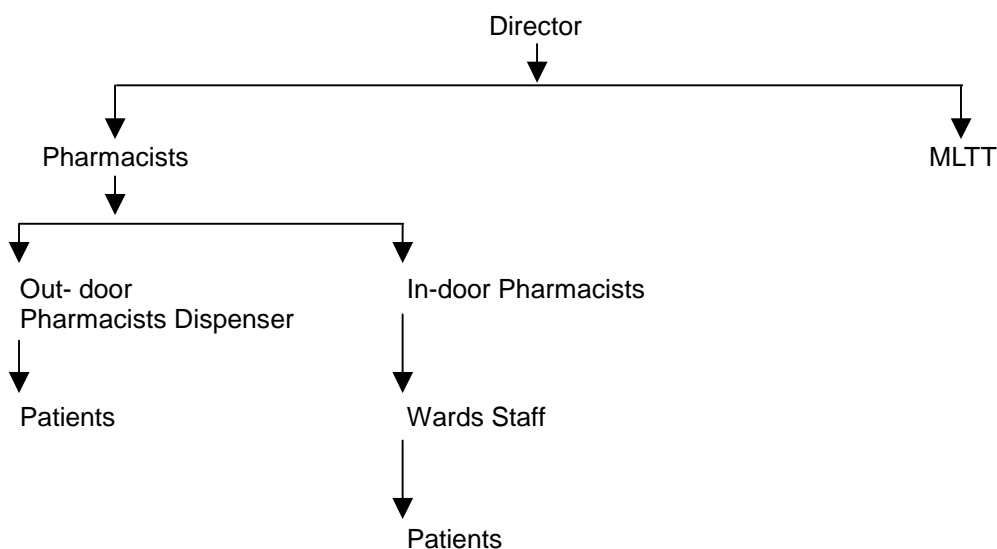 Director
Pharmacists
MLTT
Out- door
Pharmacists Dispenser
In-door Pharmacists
Patients
Wards Staff
Patients